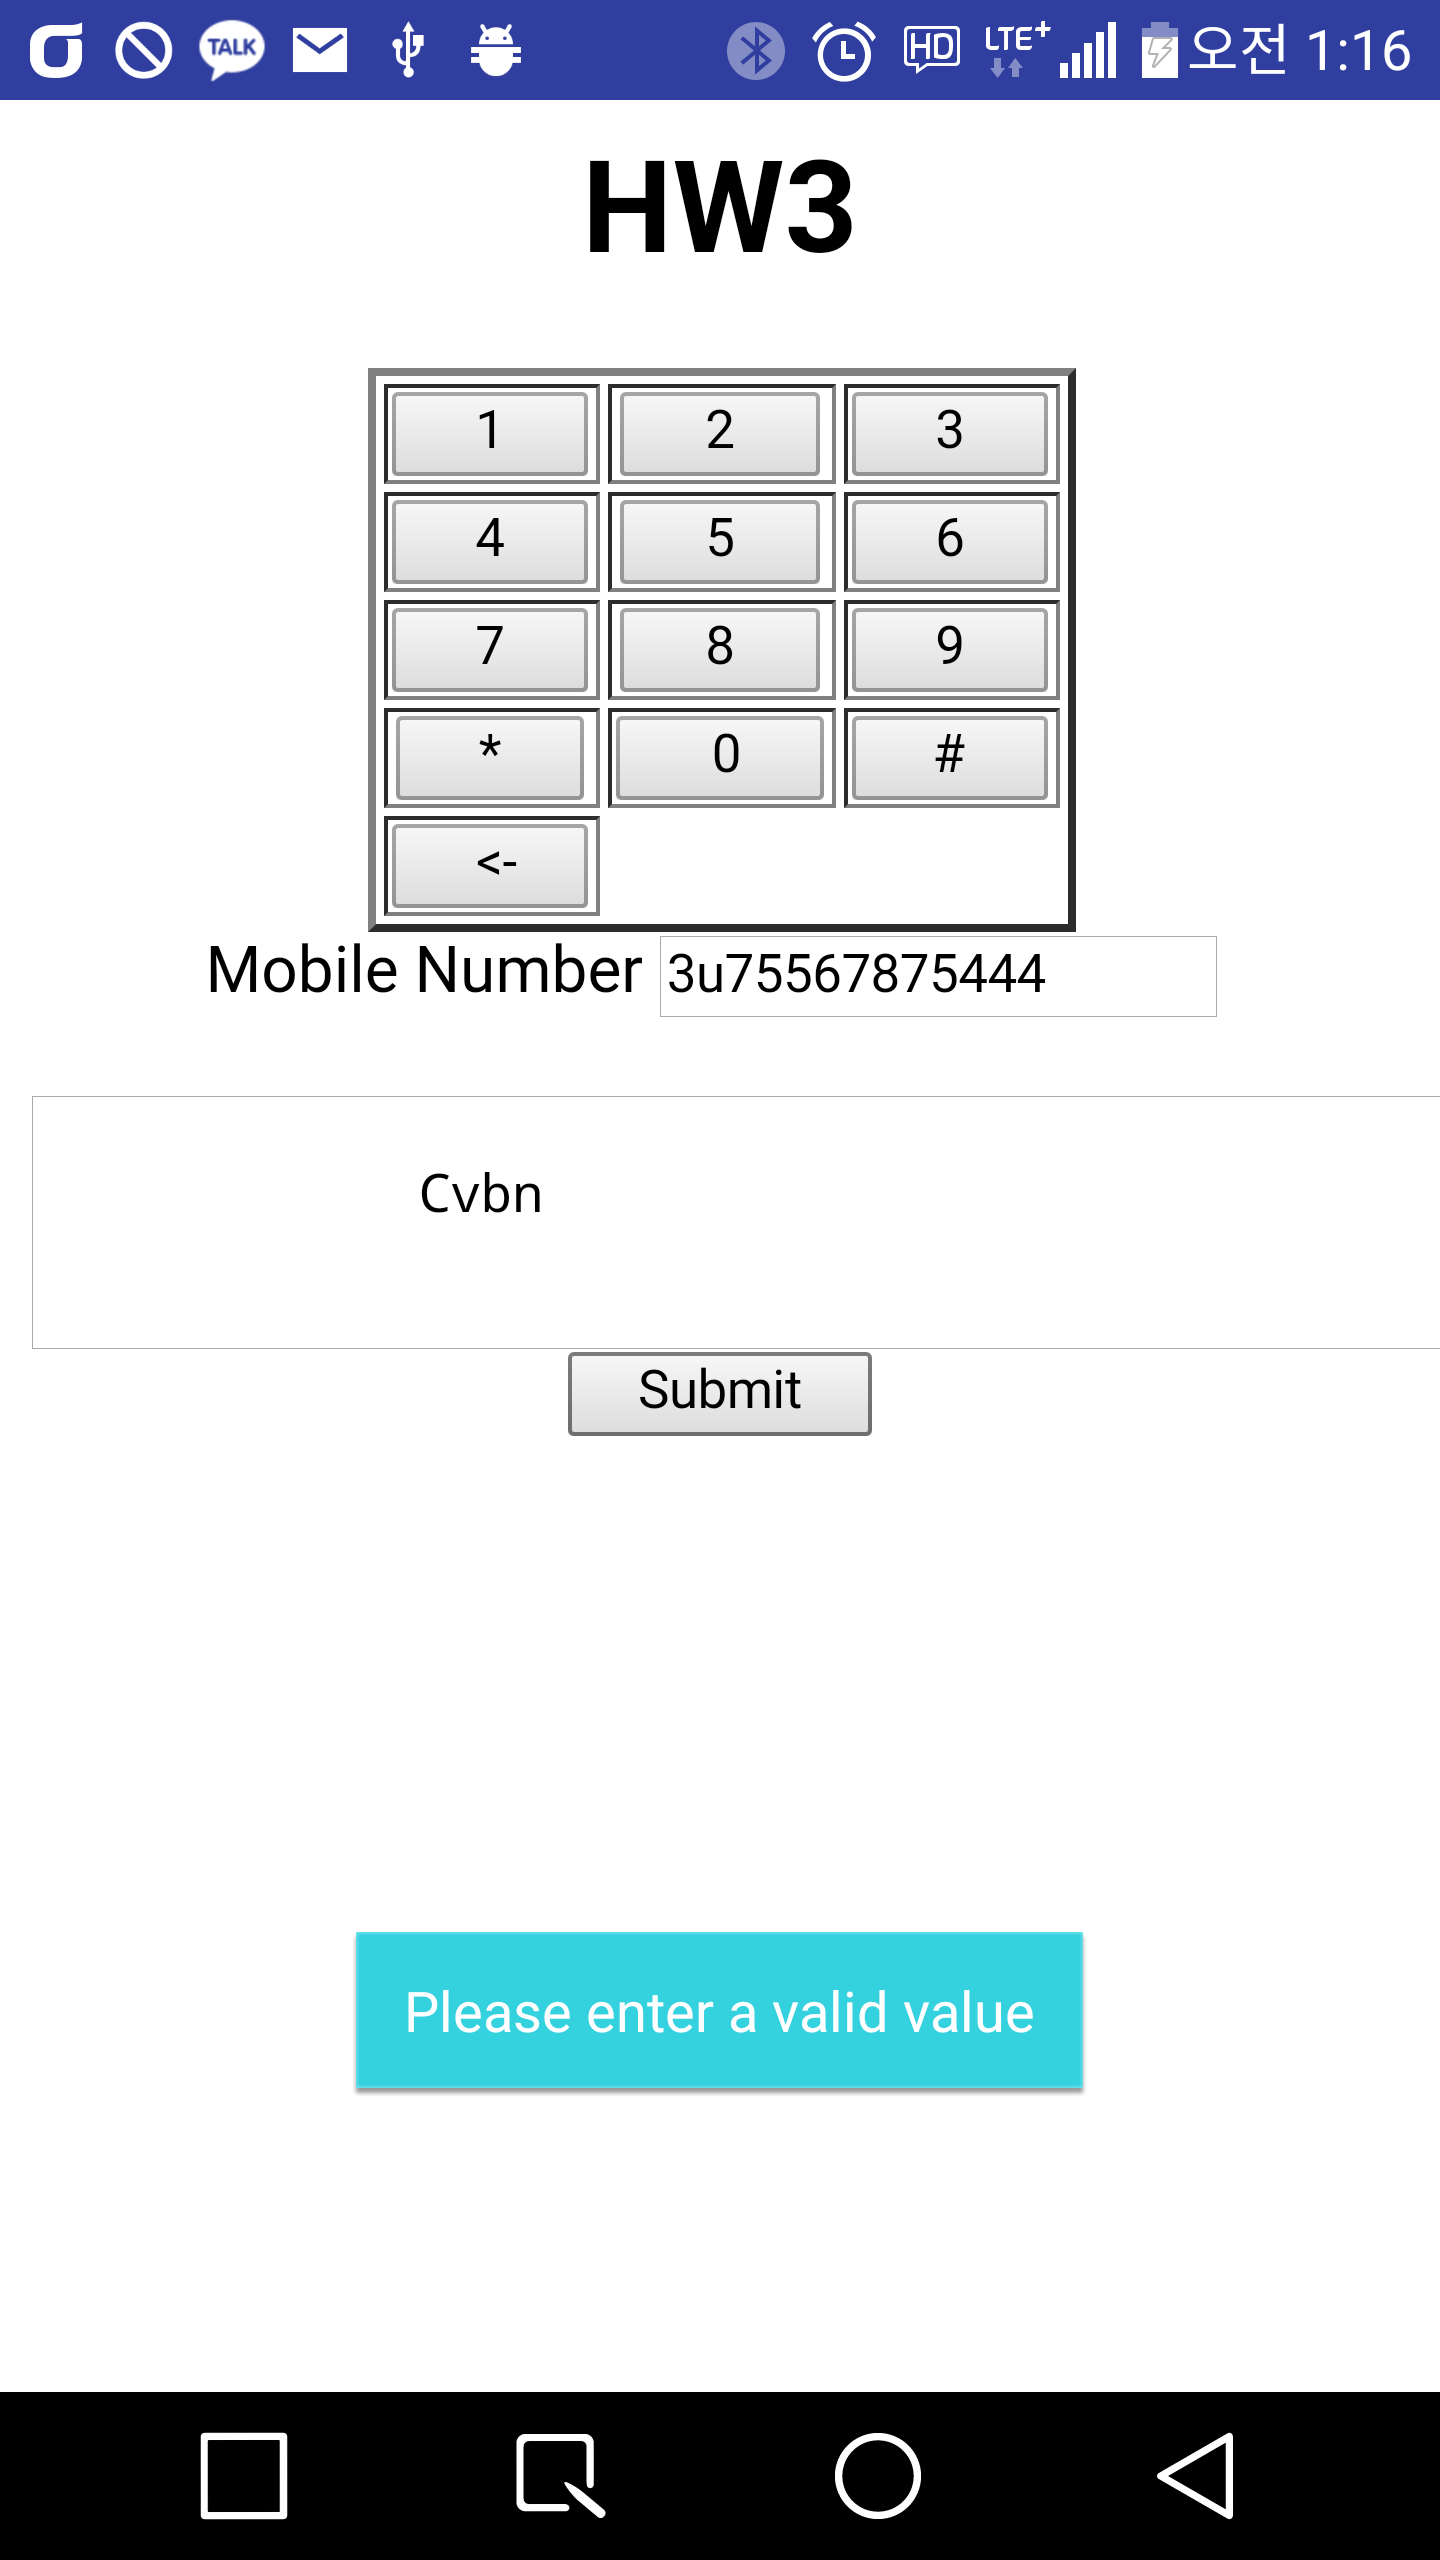 TALK HD LTE+ 오전 1:16
HW3
1 2 3
4 5 6
7 8 9
* 0 #
<-
Mobile Number 3u75567875444
Cvbn
Submit
Please enter a valid value